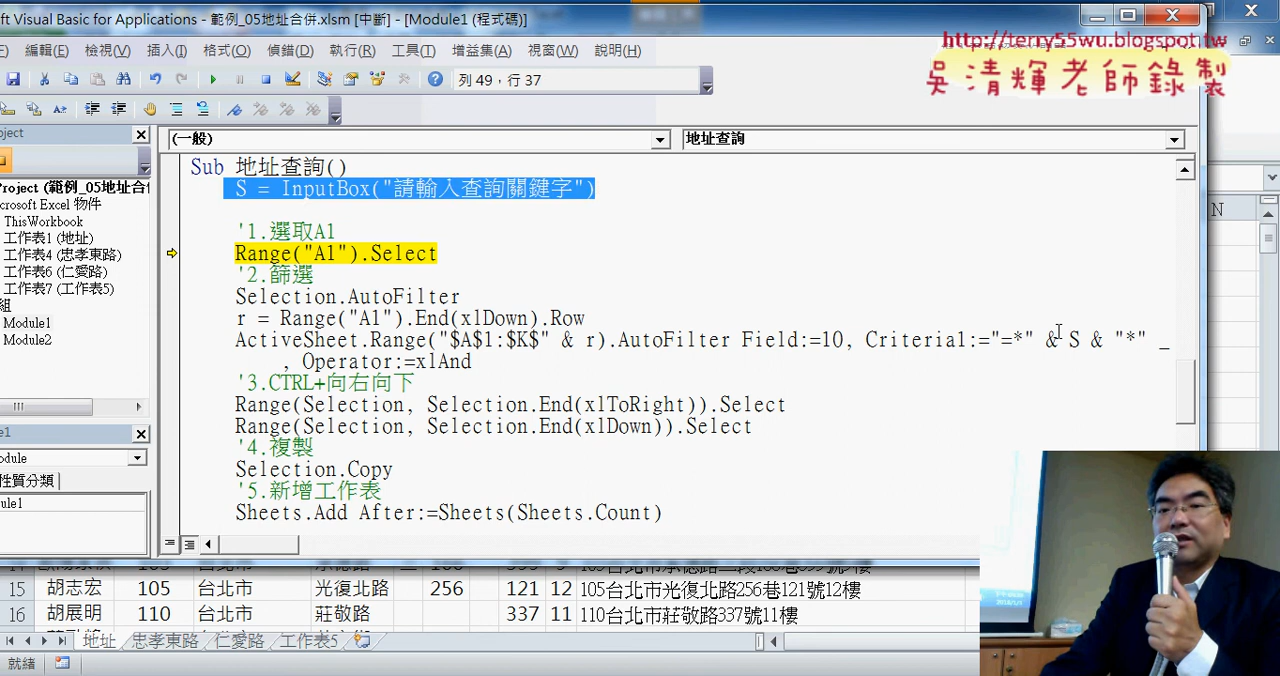 ft Visual Basic for Applications - 範例_05地址合併.xlsm [中斷] - [Module1 (程式碼)]
http://terry55wu.blogspot.tw
吳清輝老師錄製
編輯(E) 檢視(V) 插入(I) 格式(O) 偵錯(D) 執行(R) 工具(T) 增益集(A) 視窗(W) 說明(H)
列 49，行 37
oject
(一般) 地址查詢
roject (範例_05地址合併
crosoft Excel 物件
ThisWorkbook
工作表1 (地址)
工作表4 (忠孝東路)
工作表6 (仁愛路)
工作表7 (工作表5)
組
Module1
Module2
e1
odule
性質分類
ule1
Sub 地址查詢()
S = InputBox("請輸入查詢關鍵字")
'1.選取A1
Range("A1").Select
'2.篩選
Selection.AutoFilter
r = Range("A1").End(xlDown).Row
ActiveSheet.Range("$A$1:$K$" & r).AutoFilter Field:=10, Criteria1:="=*" & S & "*" _
, Operator:=xlAnd
'3.CTRL+向右向下
Range(Selection, Selection.End(xlToRight)).Select
Range(Selection, Selection.End(xlDown)).Select
'4.複製
Selection.Copy
'5.新增工作表
Sheets.Add After:=Sheets(Sheets.Count)
N
15 胡志宏 105 台北市 光復北路 256 121 12 105台北市光復北路256巷121號12樓
16 胡展明 110 台北市 莊敬路 337 11 110台北市莊敬路337號11樓
地址 忠孝東路 仁愛路 工作表5
就緒